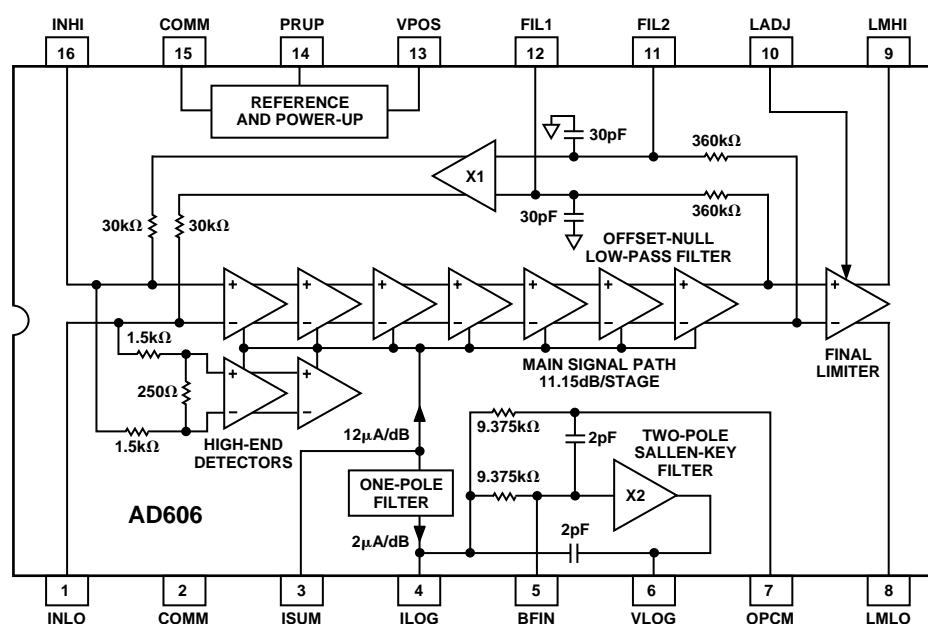 INHI COMM PRUP VPOS FIL1 FIL2 LADJ LMHI
16 15 14 13 12 11 10 9
REFERENCE
AND POWER-UP
30pF
360kΩ
X1
30pF
360kΩ
30kΩ 30kΩ
OFFSET-NULL
LOW-PASS FILTER
+ + + + + + + +
– – – – – – – –
1.5kΩ
FINAL
LIMITER
MAIN SIGNAL PATH
11.15dB/STAGE
+ +
250Ω
– –
1.5kΩ
HIGH-END
DETECTORS
12µA/dB
9.375kΩ
2pF
TWO-POLE
SALLEN-KEY
FILTER
ONE-POLE
FILTER
9.375kΩ
X2
AD606
2µA/dB
2pF
1 2 3 4 5 6 7 8
INLO COMM ISUM ILOG BFIN VLOG OPCM LMLO